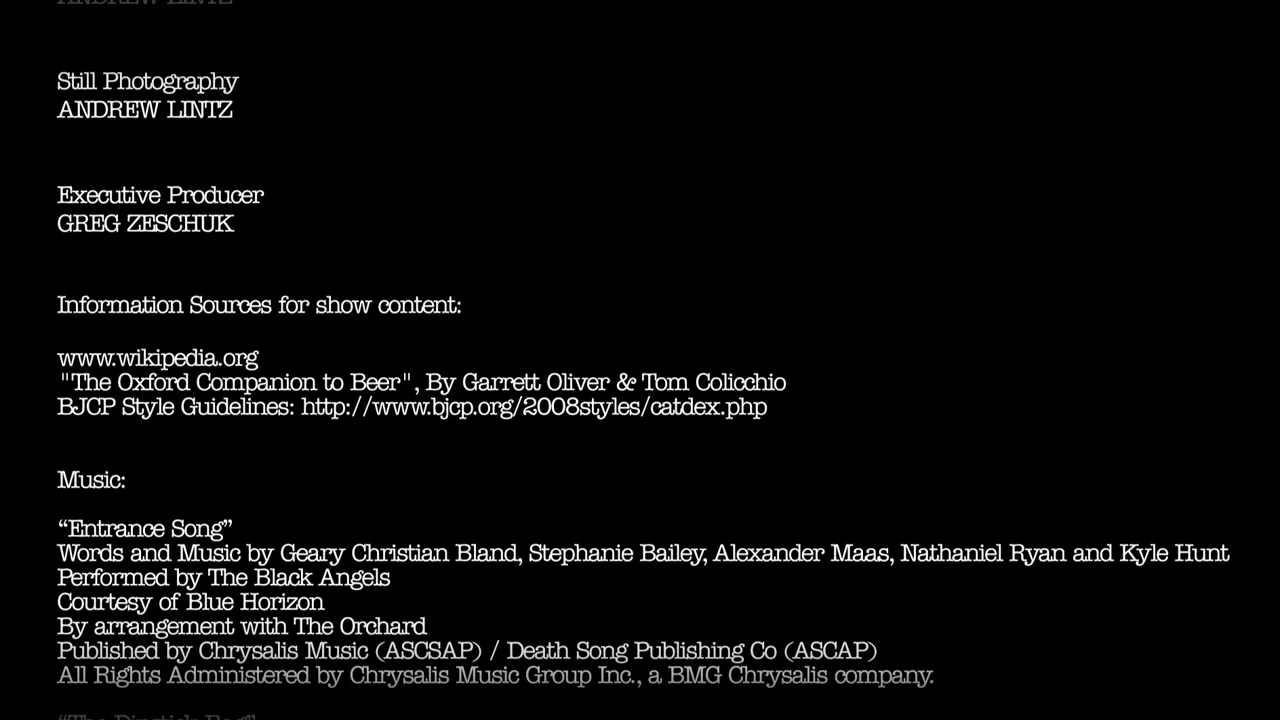 ANDREW LINTZ
Still Photography
ANDREW LINTZ
Executive Producer
GREG ZESCHUK
Information Sources for show content:
www.wikipedia.org
"The Oxford Companion to Beer", By Garrett Oliver & Tom Colicchio
BJCP Style Guidelines: http://www.bjcp.org/2008styles/catdex.php
Music:
“Entrance Song”
Words and Music by Geary Christian Bland, Stephanie Bailey, Alexander Maas, Nathaniel Ryan and Kyle Hunt
Performed by The Black Angels
Courtesy of Blue Horizon
By arrangement with The Orchard
Published by Chrysalis Music (ASCSAP) / Death Song Publishing Co (ASCAP)
All Rights Administered by Chrysalis Music Group Inc., a BMG Chrysalis company.